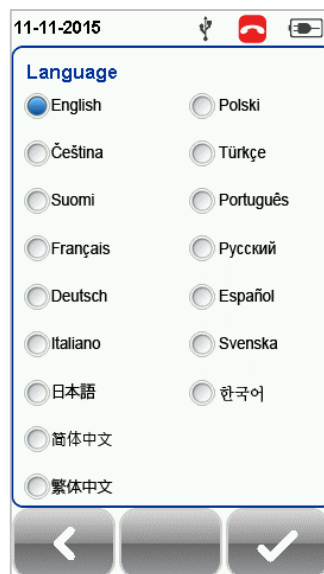 11-11-2015
Language
English
Polski
Čeština
Türkçe
Suomi
Português
Français
Русский
Deutsch
Español
Italiano
Svenska
日本語
한국어
简体中文
繁体中文